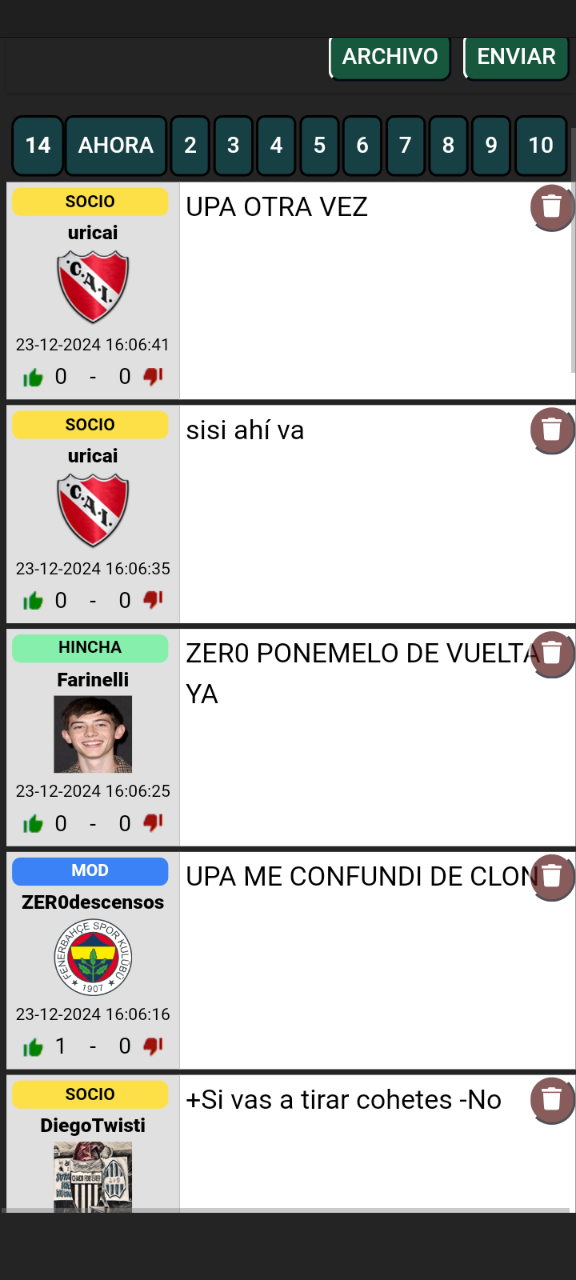 ARCHIVO ENVIAR
14 AHORA 2 3 4 5 6 7 8 9 10
SOCIO
uricai
C.A.I.
23-12-2024 16:06:41
0 - 0
UPA OTRA VEZ
SOCIO
uricai
C.A.I.
23-12-2024 16:06:35
0 - 0
sisi ahí va
HINCHA
Farinelli
23-12-2024 16:06:25
0 - 0
ZER0 PONEMELO DE VUELTA
YA
MOD
ZER0descensos
FENERBAHÇE SPOR KULÜBÜ
1907
23-12-2024 16:06:16
1 - 0
UPA ME CONFUNDI DE CLON
SOCIO
DiegoTwisti
+Si vas a tirar cohetes -No